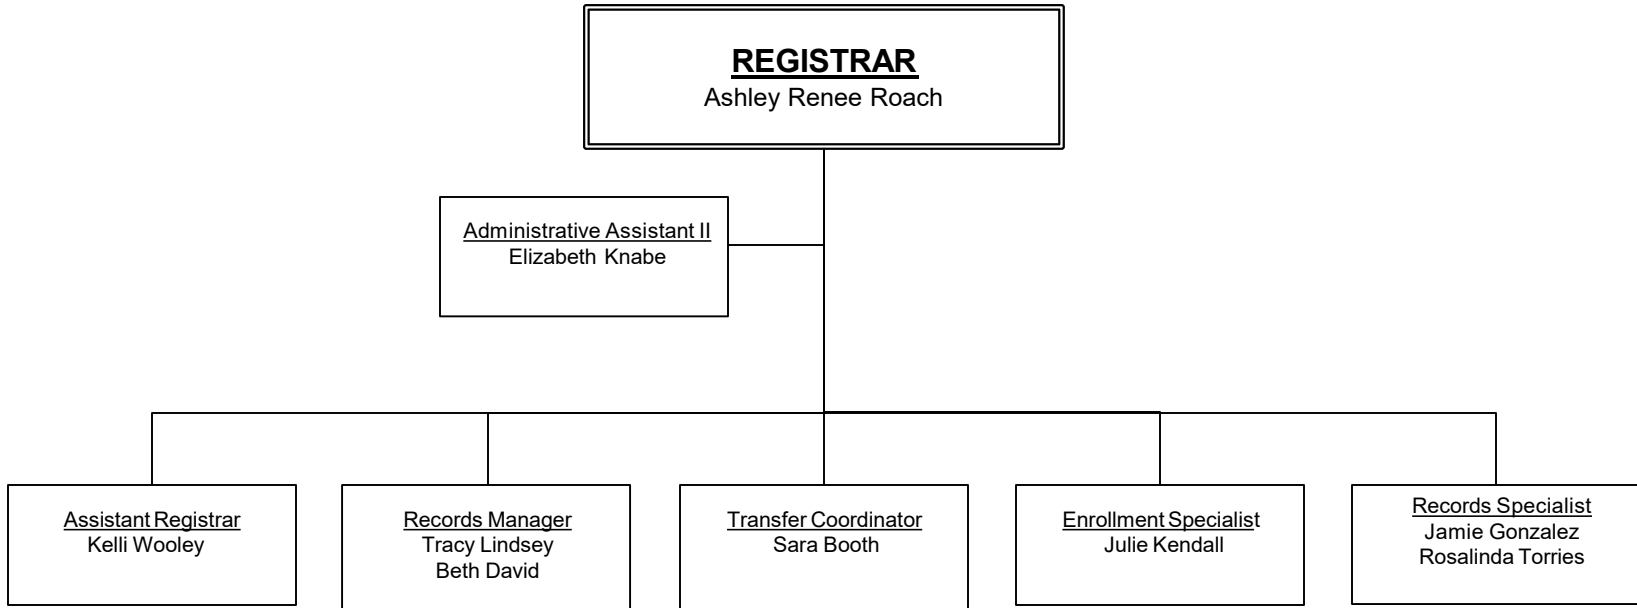 REGISTRAR
Ashley Renee Roach
Administrative Assistant II
Elizabeth Knabe
Assistant Registrar
Kelli Wooley
Records Manager
Tracy Lindsey
Beth David
Transfer Coordinator
Sara Booth
Enrollment Specialist
Julie Kendall
Records Specialist
Jamie Gonzalez
Rosalinda Torries